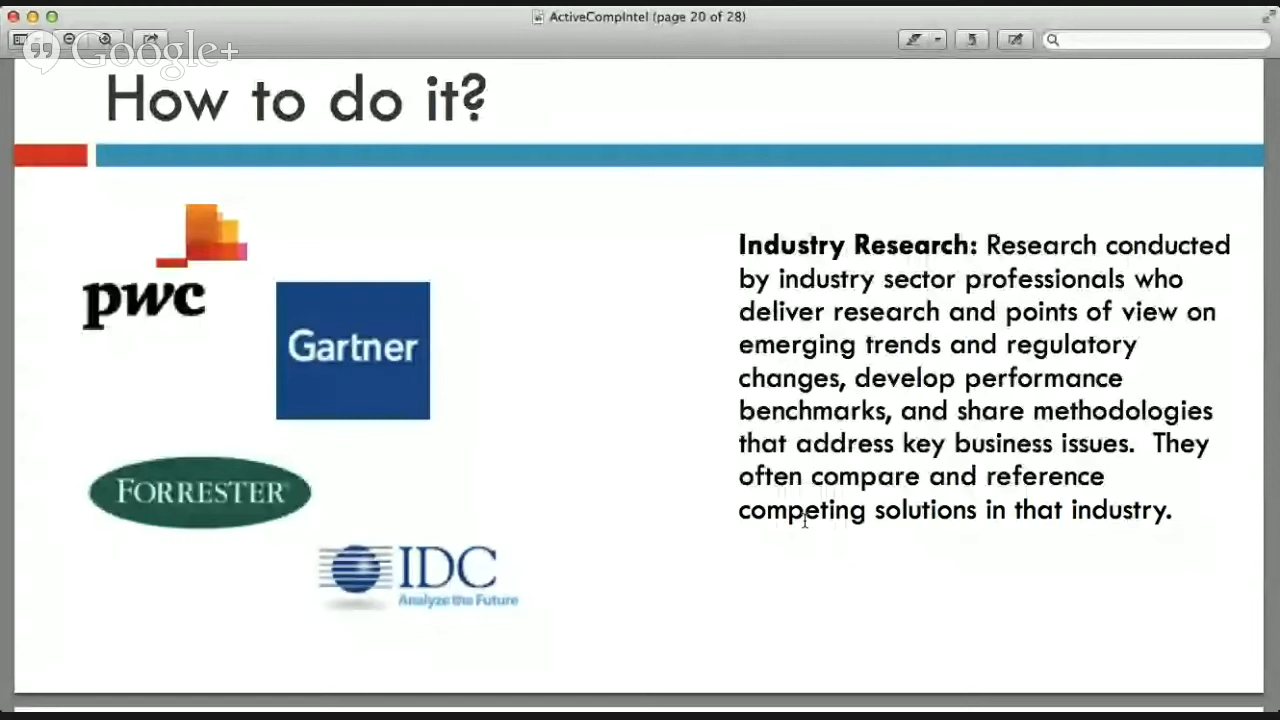 ActiveCompIntel (page 20 of 28)
Google+
How to do it?
pwc
Gartner
FORRESTER
IDC
Analyze the Future
Industry Research: Research conducted
by industry sector professionals who
deliver research and points of view on
emerging trends and regulatory
changes, develop performance
benchmarks, and share methodologies
that address key business issues.  They
often compare and reference
competing solutions in that industry.